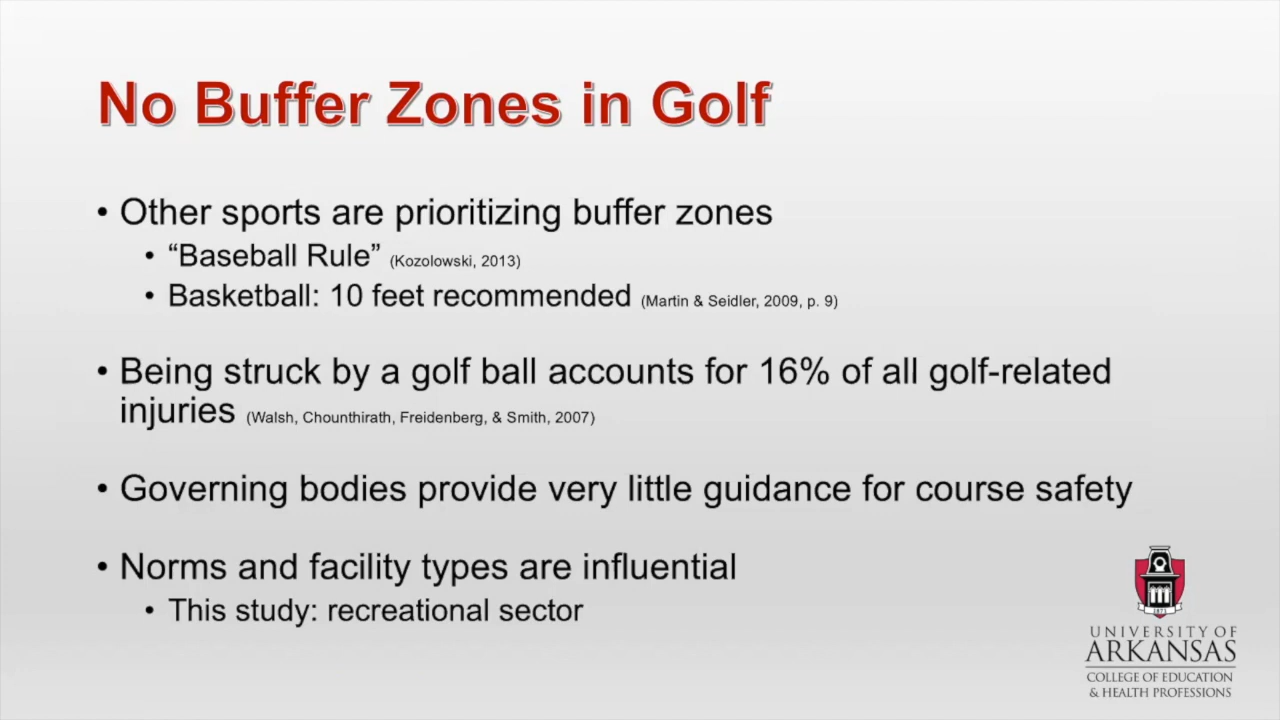 No Buffer Zones in Golf
• Other sports are prioritizing buffer zones
• “Baseball Rule” (Kozolowski, 2013)
• Basketball: 10 feet recommended (Martin & Seidler, 2009, p. 9)
• Being struck by a golf ball accounts for 16% of all golf-related
injuries (Walsh, Chounthirath, Freidenberg, & Smith, 2007)
• Governing bodies provide very little guidance for course safety
• Norms and facility types are influential
• This study: recreational sector
1871
UNIVERSITY OF
ARKANSAS
COLLEGE OF EDUCATION
& HEALTH PROFESSIONS